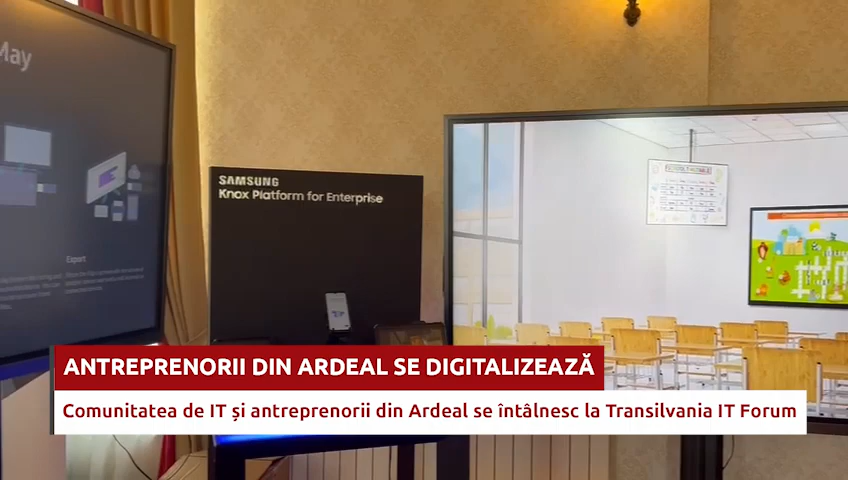 May
Export
SAMSUNG
Knox Platform for Enterprise
ANTREPRENORII DIN ARDEAL SE DIGITALIZEAZĂ
Comunitatea de IT și antreprenorii din Ardeal se întâlnesc la Transilvania IT Forum